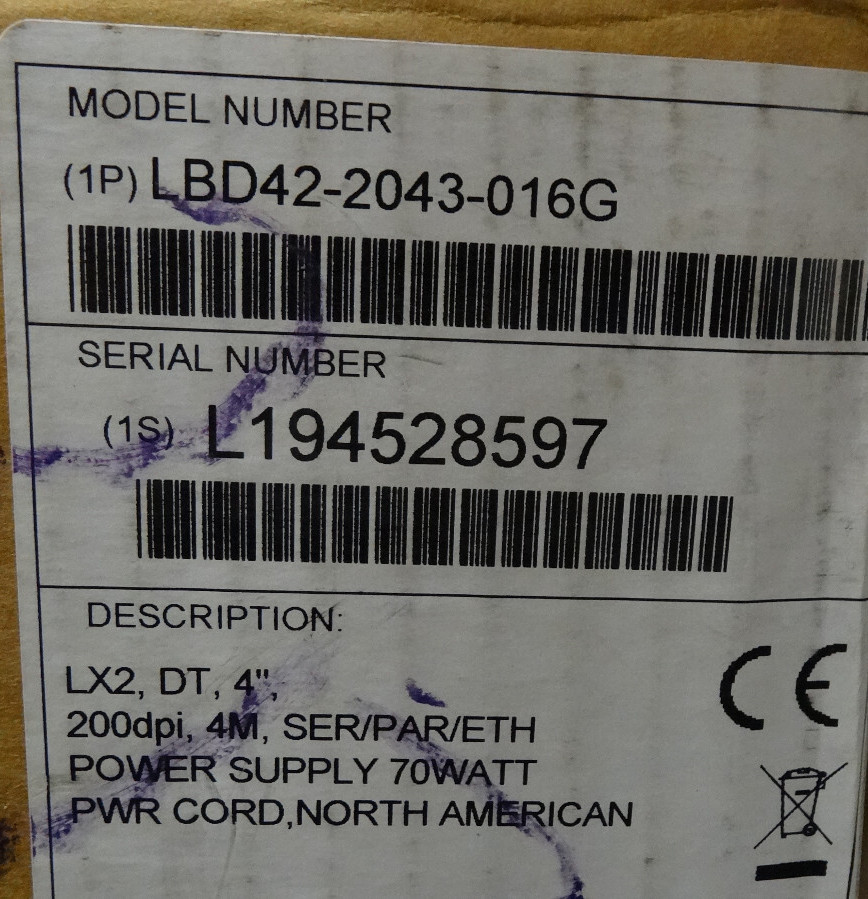 MODEL NUMBER
(1P) LBD42-2043-016G
SERIAL NUMBER
(1S) L194528597
DESCRIPTION:
LX2, DT, 4",
200dpi, 4M, SER/PAR/ETH
POWER SUPPLY 70WATT
PWR CORD,NORTH AMERICAN
CE